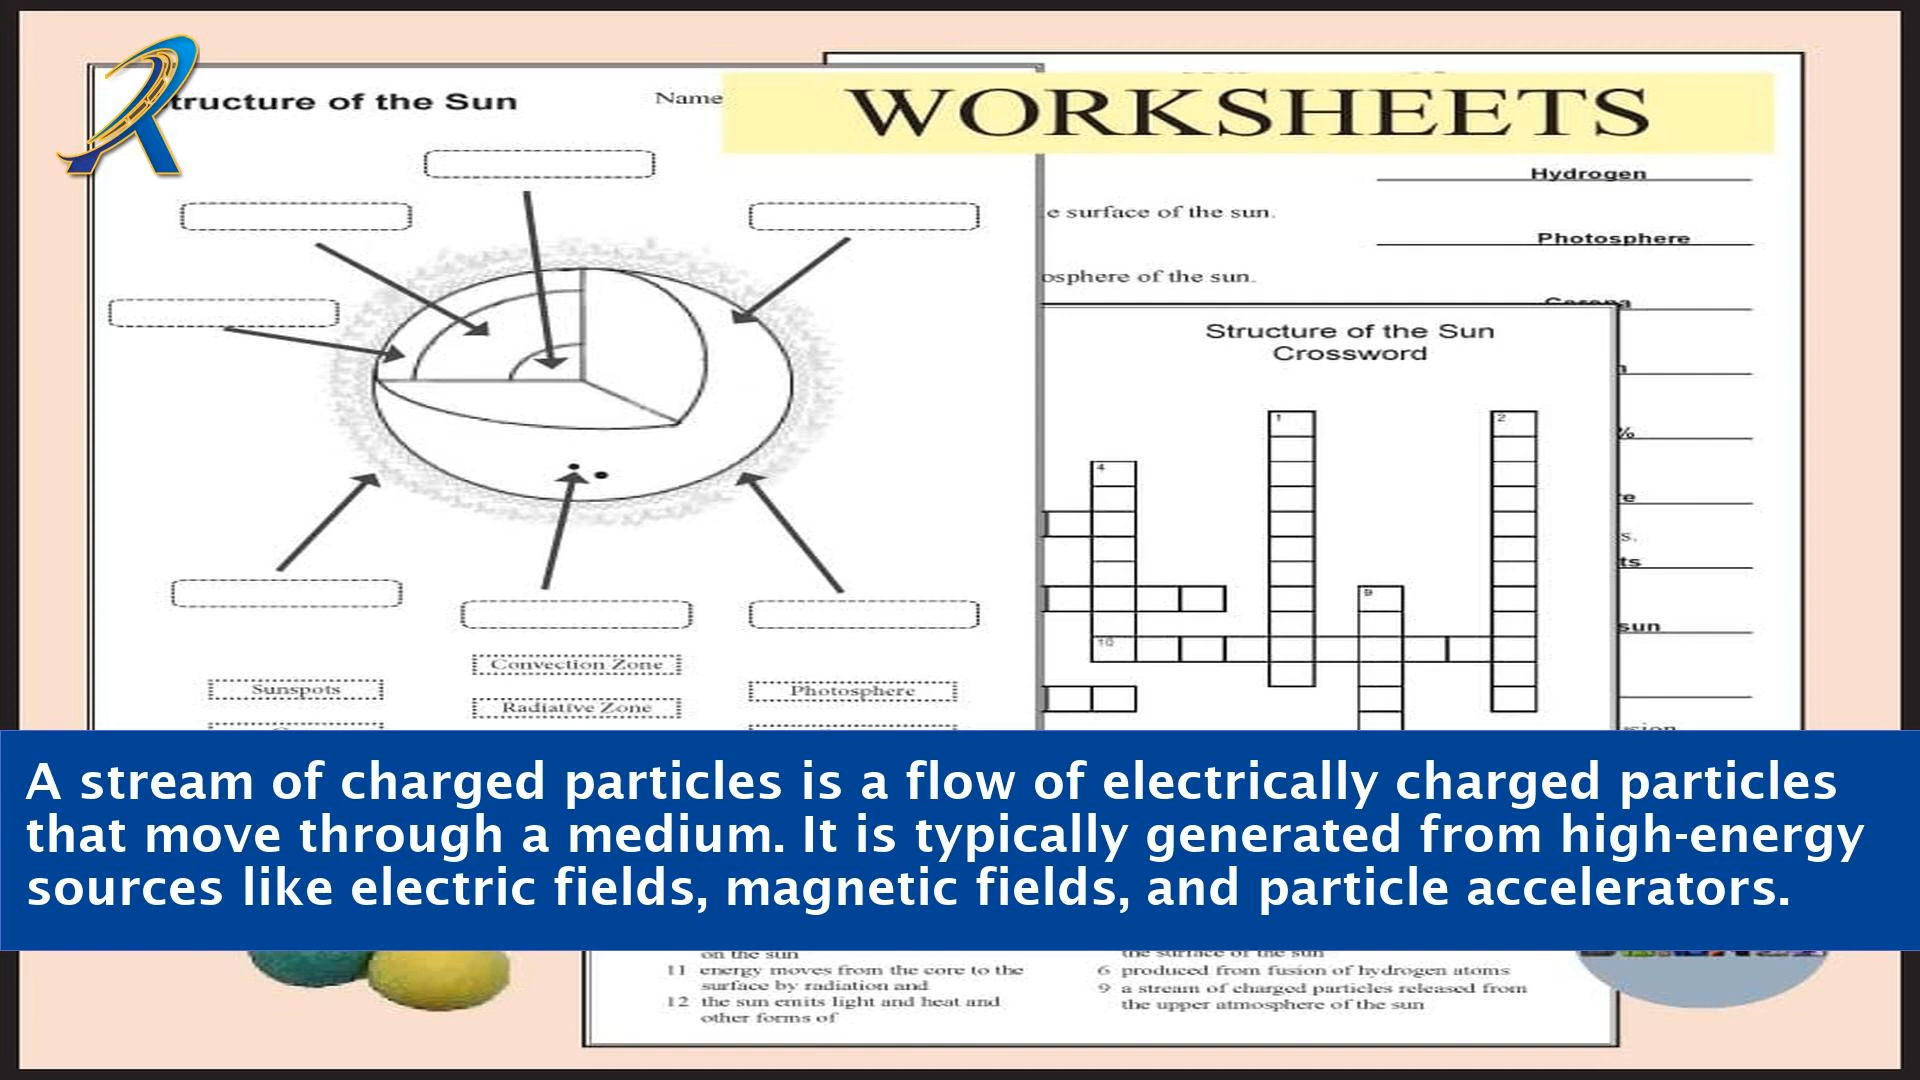 tructure of the Sun
Name
WORKSHEETS
Hydrogen
e surface of the sun.
Photosphere
osphere of the sun.
Structure of the Sun
Crossword
1
2
4
%
re
s.
ts
9
10
sun
Convection Zone
Sunspots
Photosphere
Radiative Zone
A stream of charged particles is a flow of electrically charged particles
that move through a medium. It is typically generated from high-energy
sources like electric fields, magnetic fields, and particle accelerators.
on the sun
the surface of the sun
11 energy moves from the core to the
surface by radiation and
12 the sun emits light and heat and
other forms of
6 produced from fusion of hydrogen atoms
9 a stream of charged particles released from
the upper atmosphere of the sun